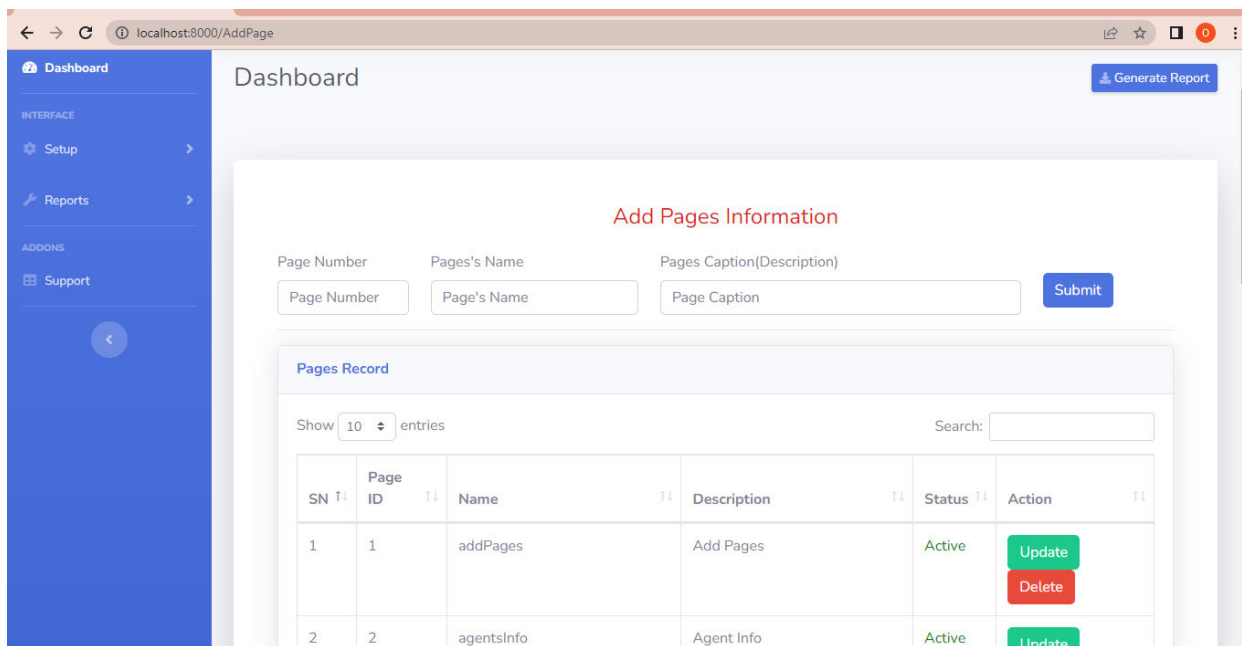 localhost:8000/AddPage
O
Dashboard
Dashboard
Generate Report
INTERFACE
Setup
Reports
ADDONS
Support
Add Pages Information
Page Number Pages's Name Pages Caption(Description)
Page Number Page's Name Page Caption Submit
Pages Record
Show 10 entries Search:
SN Page ID Name Description Status Action
1 1 addPages Add Pages Active Update
Delete
2 2 agentsInfo Agent Info Active Update